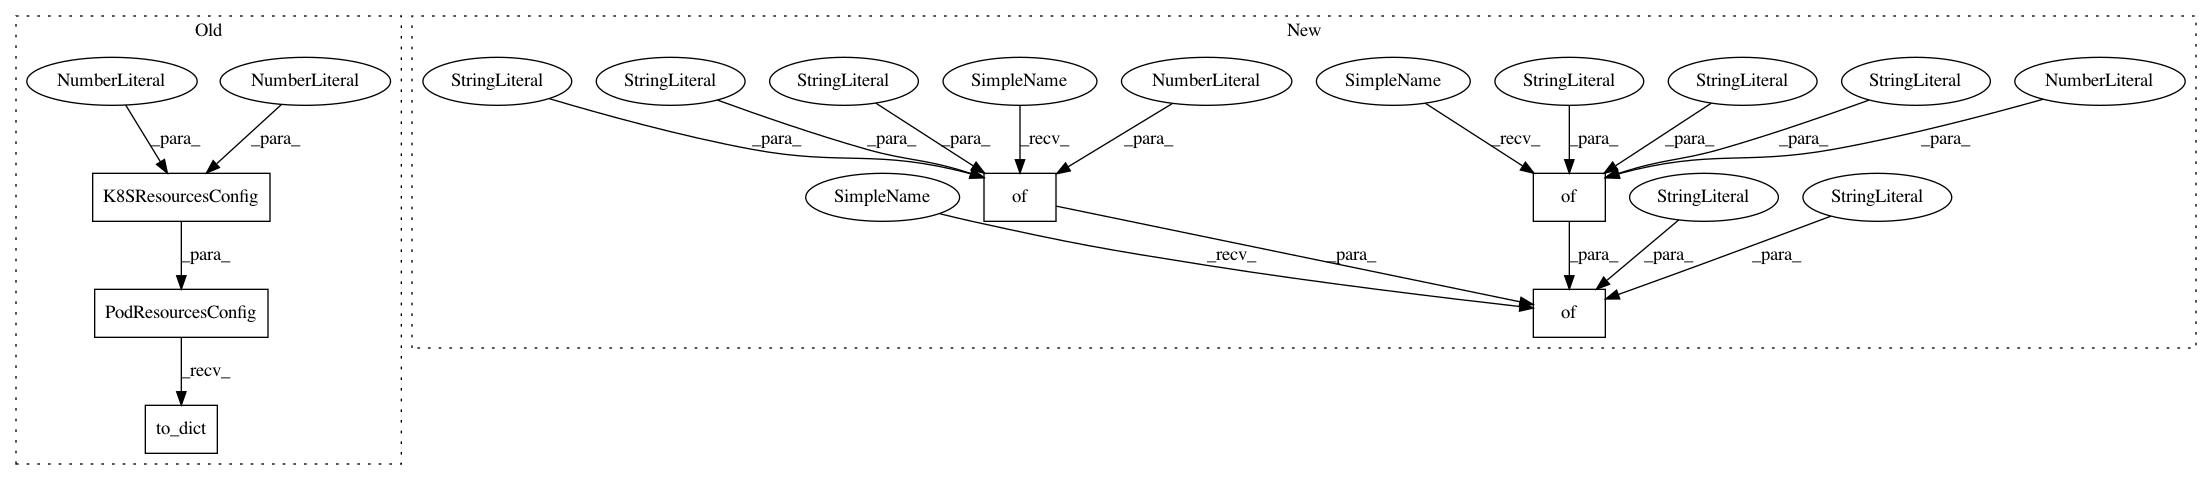 Old
New
NumberLiteral NumberLiteral
StringLiteral StringLiteral StringLiteral SimpleName NumberLiteral SimpleName StringLiteral StringLiteral StringLiteral NumberLiteral
_para_ _para_ _para_ _para_ _para_ _recv_ _para_ _recv_ _para_ _para_ _para_ _para_
K8SResourcesConfig SimpleName of of StringLiteral StringLiteral
_para_ _recv_ _para_ _para_ _para_ _para_
PodResourcesConfig of
_recv_
to_dict